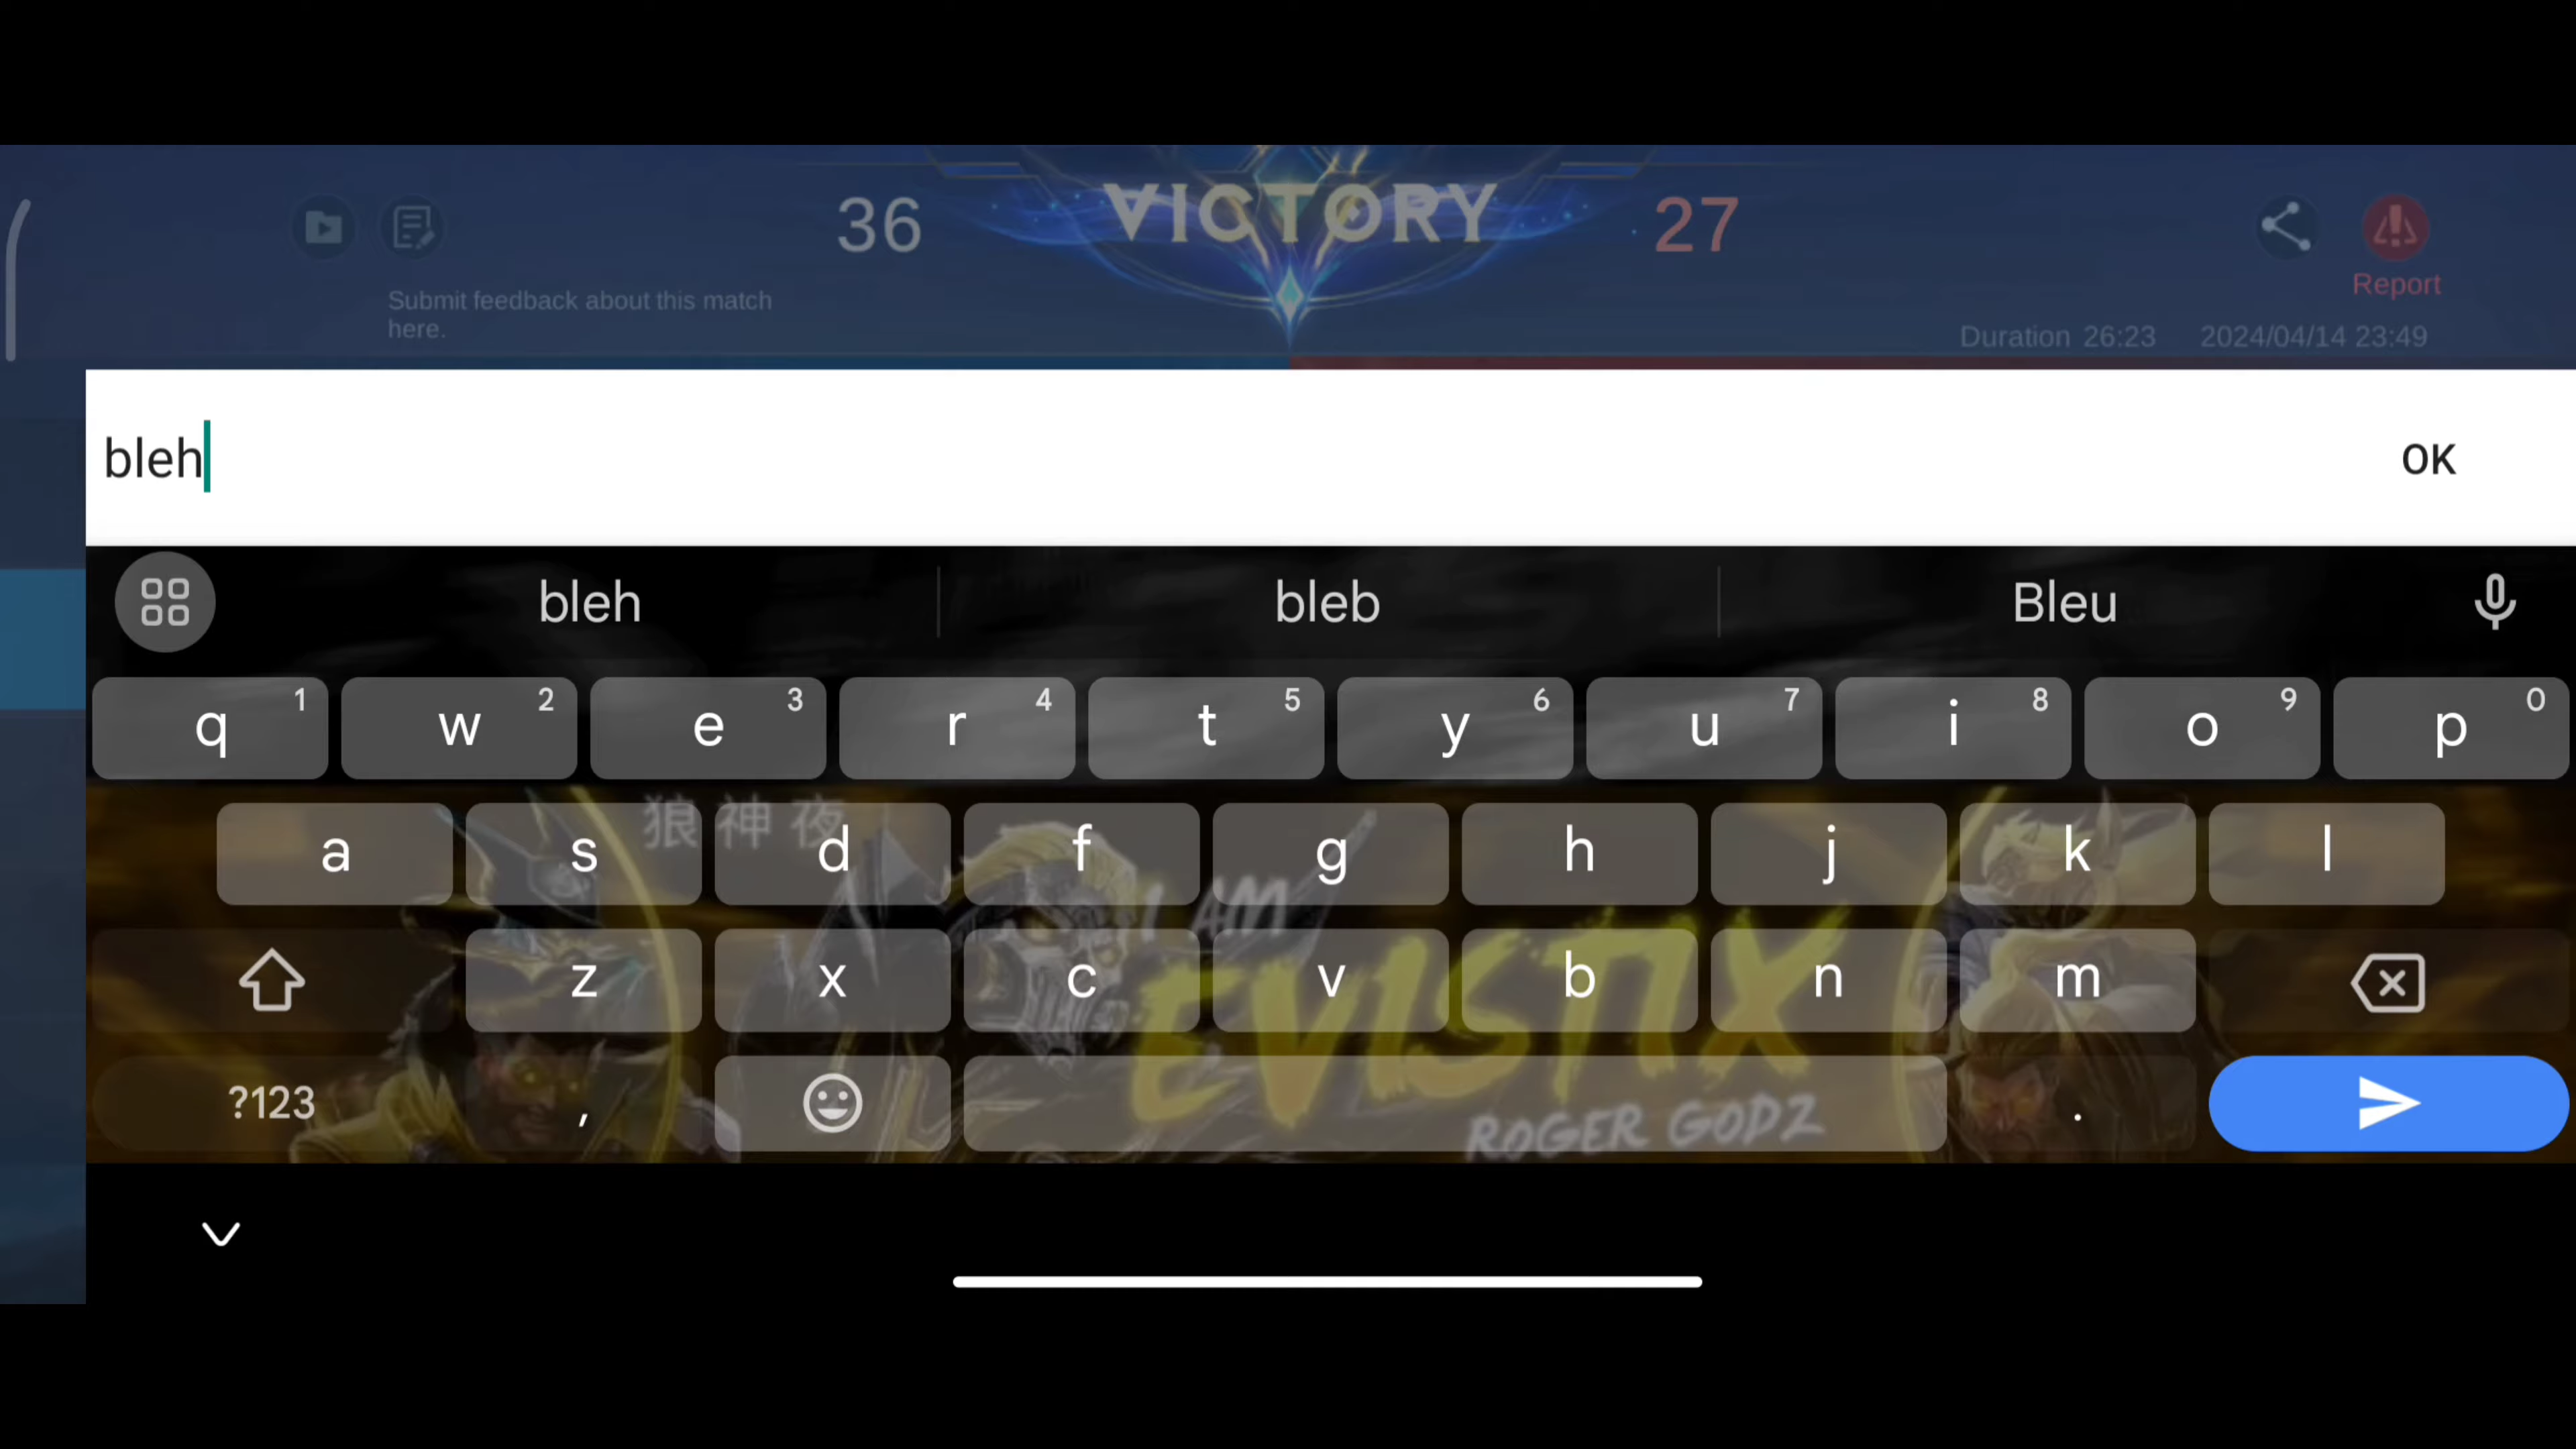 36 VICTORY 27
Submit feedback about this match
here.
Report
Duration 26:23 2024/04/14 23:49
bleh OK
bleh bleb Bleu
q 1 w 2 e 3 r 4 t 5 y 6 u 7 i 8 o 9 p 0
狼神夜
a s d f g h j k l
I AM
EVISTIX
z x c v b n m
ROGER GODZ
?123 , .